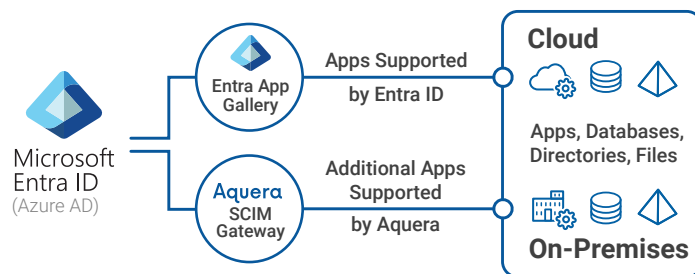 Microsoft
Entra ID
(Azure AD)
Entra App
Gallery
Apps Supported
by Entra ID
Aquera
SCIM
Gateway
Additional Apps
Supported
by Aquera
Cloud
Apps, Databases,
Directories, Files
On-Premises